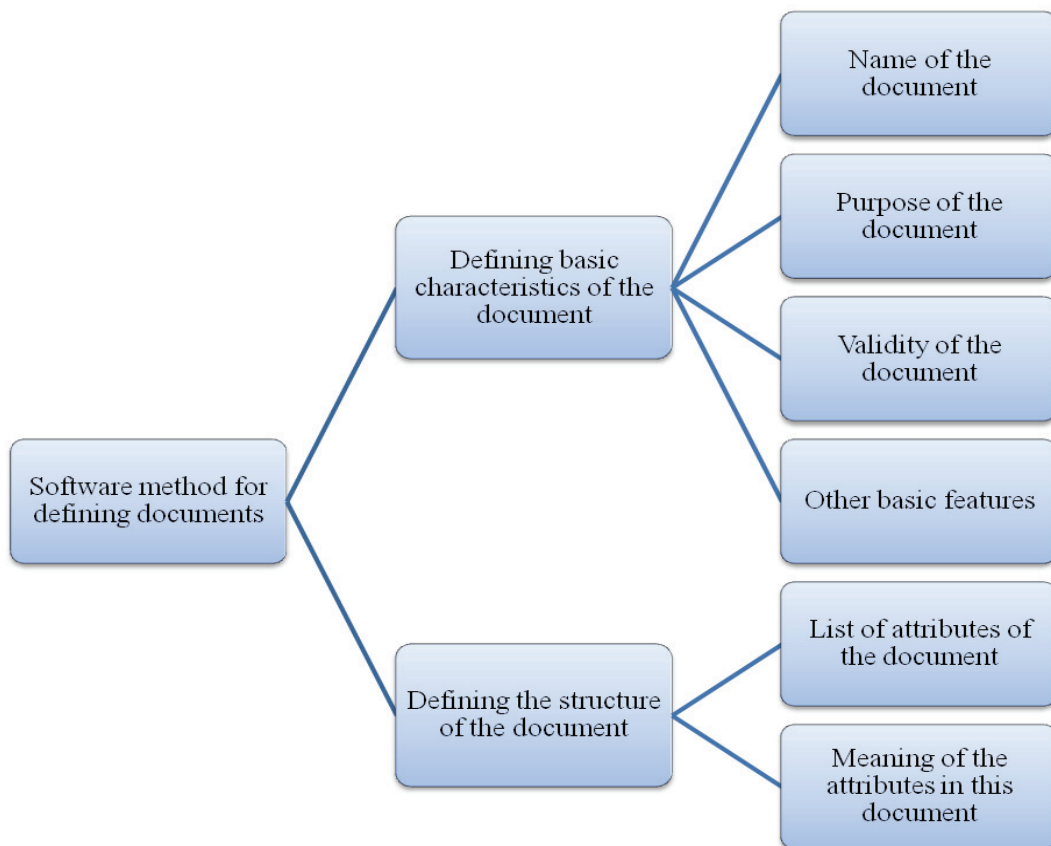 Software method for
defining documents
Defining basic
characteristics of the
document
Name of the
document
Purpose of the
document
Validity of the
document
Other basic features
Defining the structure
of the document
List of attributes of
the document
Meaning of the
attributes in this
document